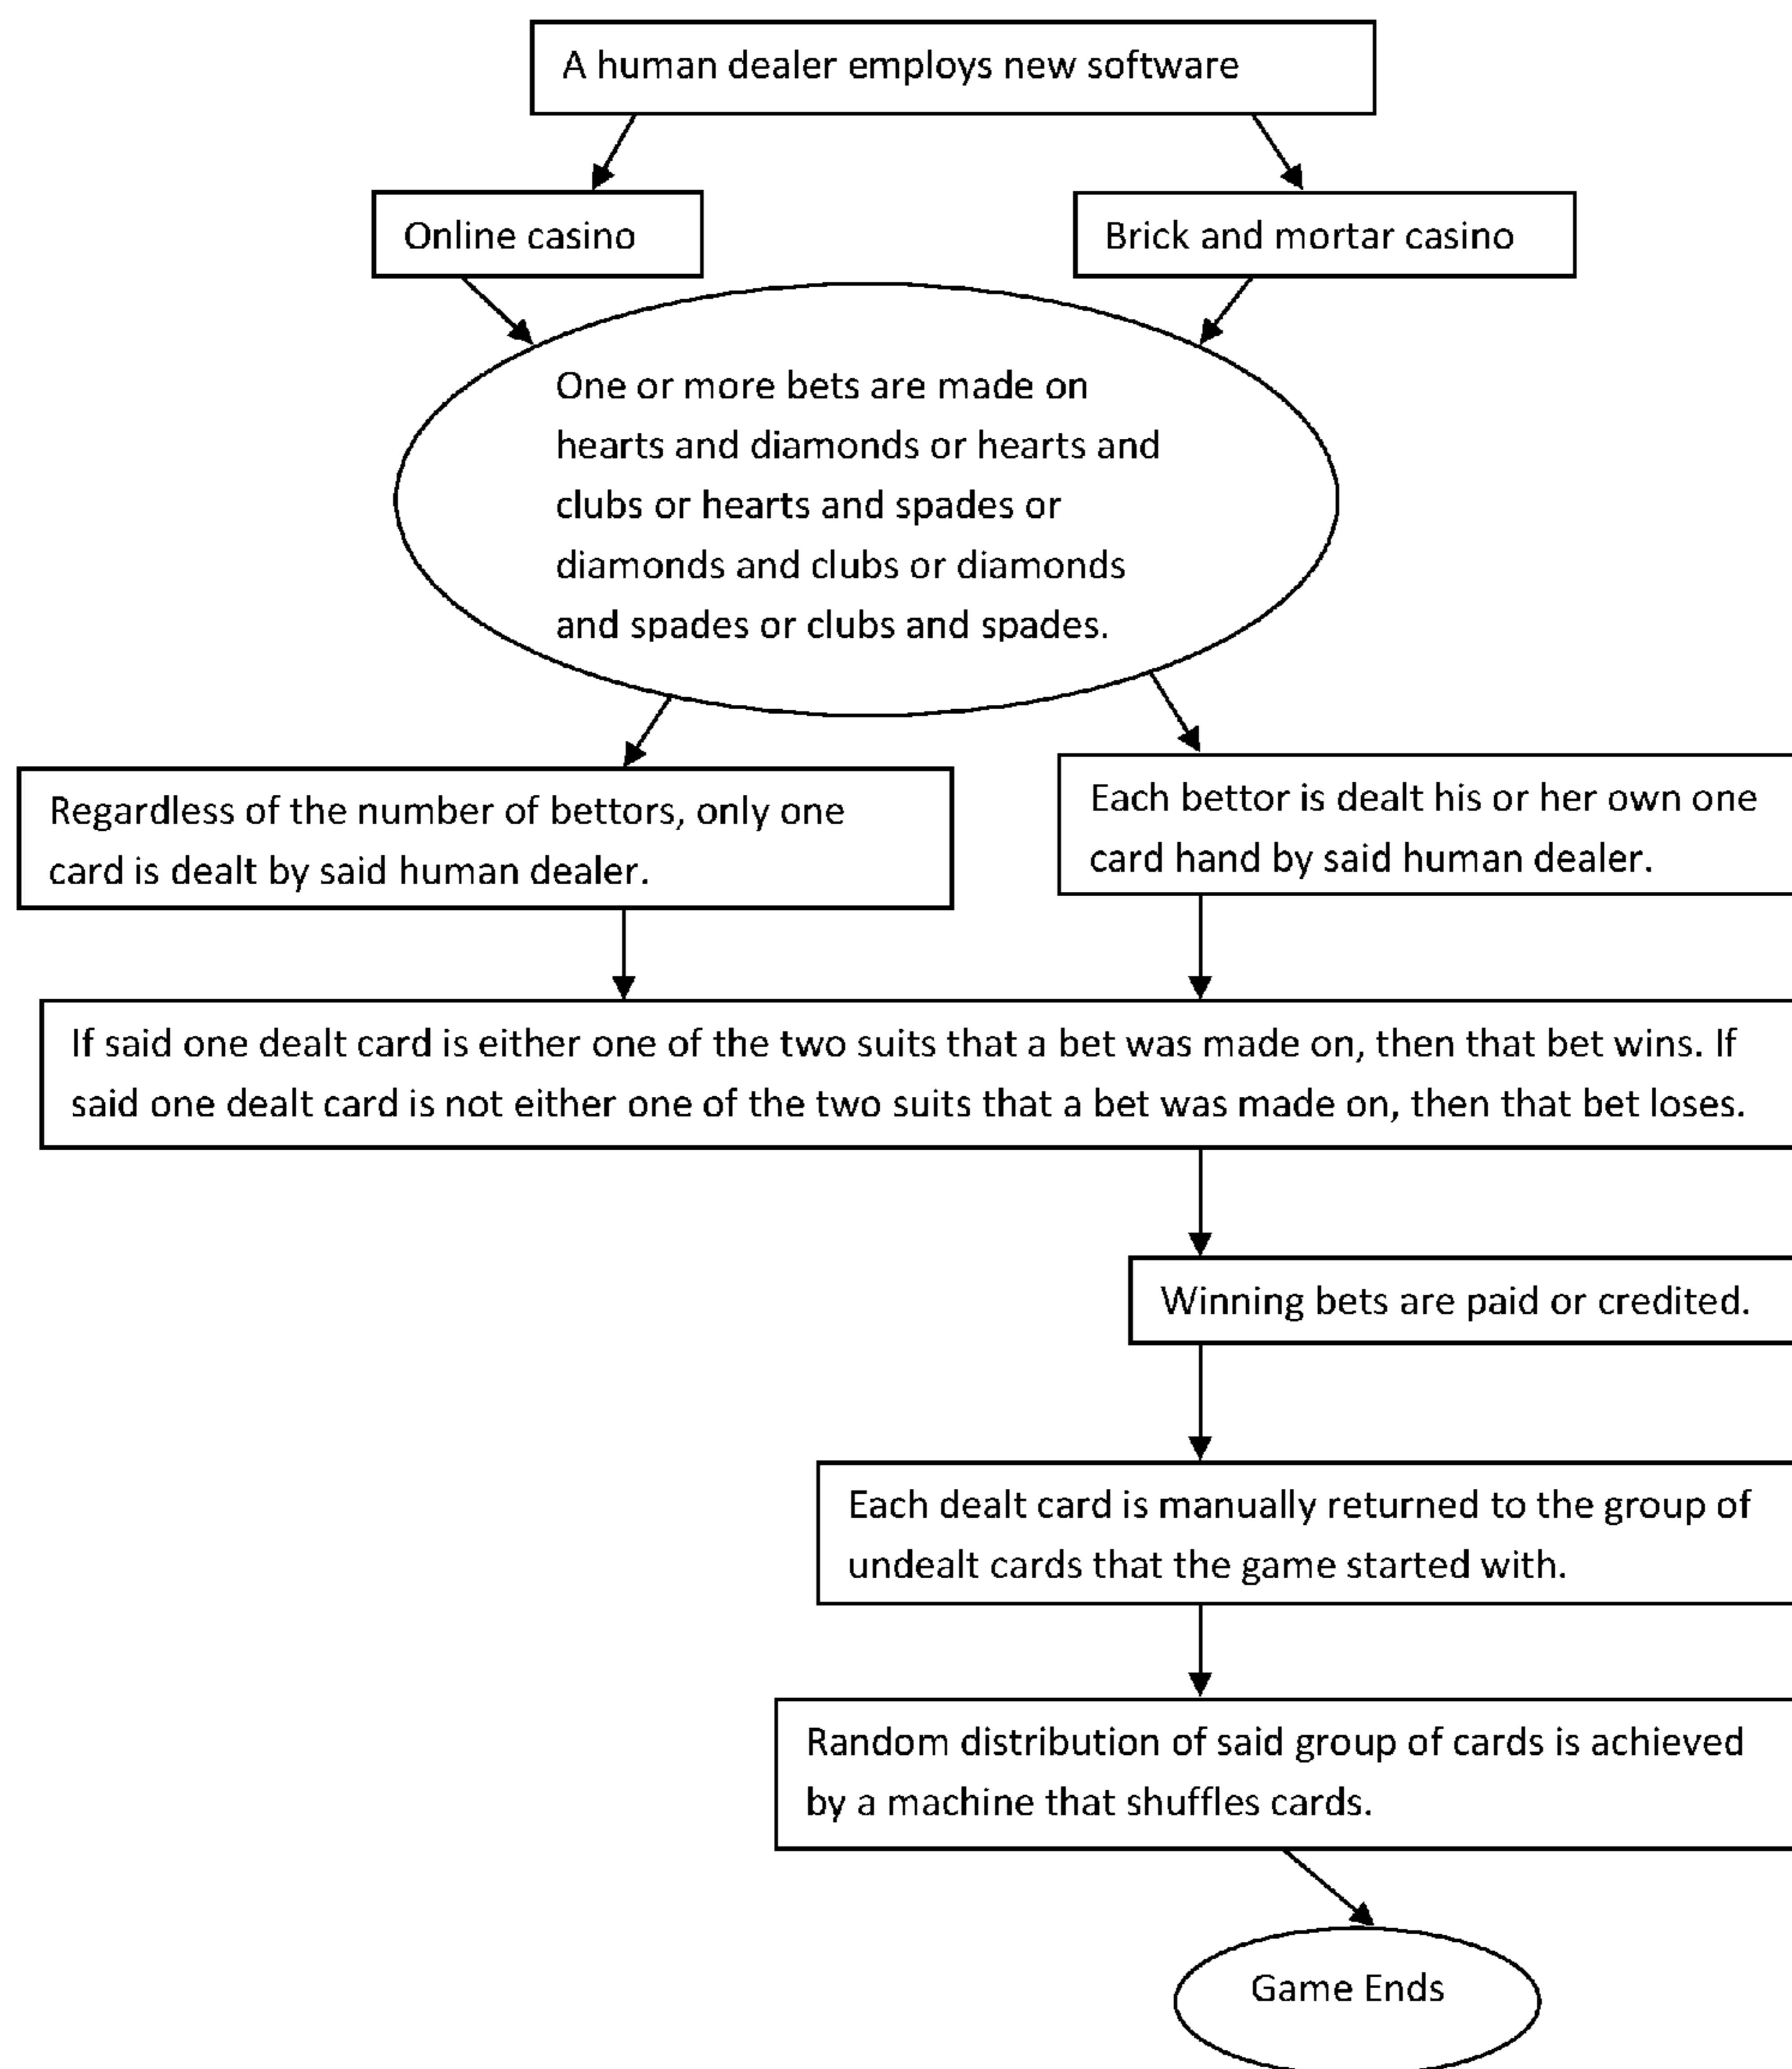 A human dealer employs new software
Online casino
Brick and mortar casino
One or more bets are made on
hearts and diamonds or hearts and
clubs or hearts and spades or
diamonds and clubs or diamonds
and spades or clubs and spades.
Regardless of the number of bettors, only one
card is dealt by said human dealer.
Each bettor is dealt his or her own one
card hand by said human dealer.
If said one dealt card is either one of the two suits that a bet was made on, then that bet wins. If
said one dealt card is not either one of the two suits that a bet was made on, then that bet loses.
Winning bets are paid or credited.
Each dealt card is manually returned to the group of
undealt cards that the game started with.
Random distribution of said group of cards is achieved
by a machine that shuffles cards.
Game Ends